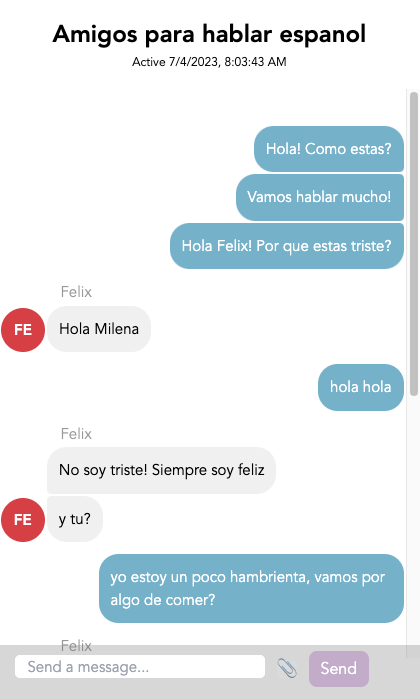 Amigos para hablar espanol
Active 7/4/2023, 8:03:43 AM
Hola! Como estas?
Vamos hablar mucho!
Hola Felix! Por que estas triste?
Felix
FE
Hola Milena
hola hola
Felix
No soy triste! Siempre soy feliz
FE
y tu?
yo estoy un poco hambrienta, vamos por
algo de comer?
Felix
Send a message...
Send